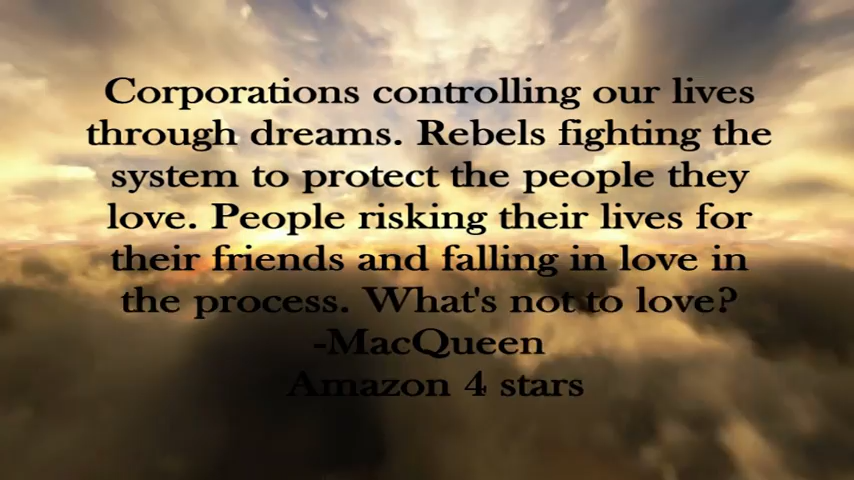 Corporations controlling our lives
through dreams. Rebels fighting the
system to protect the people they
love. People risking their lives for
their friends and falling in love in
the process. What's not to love?
-MacQueen
Amazon 4 stars